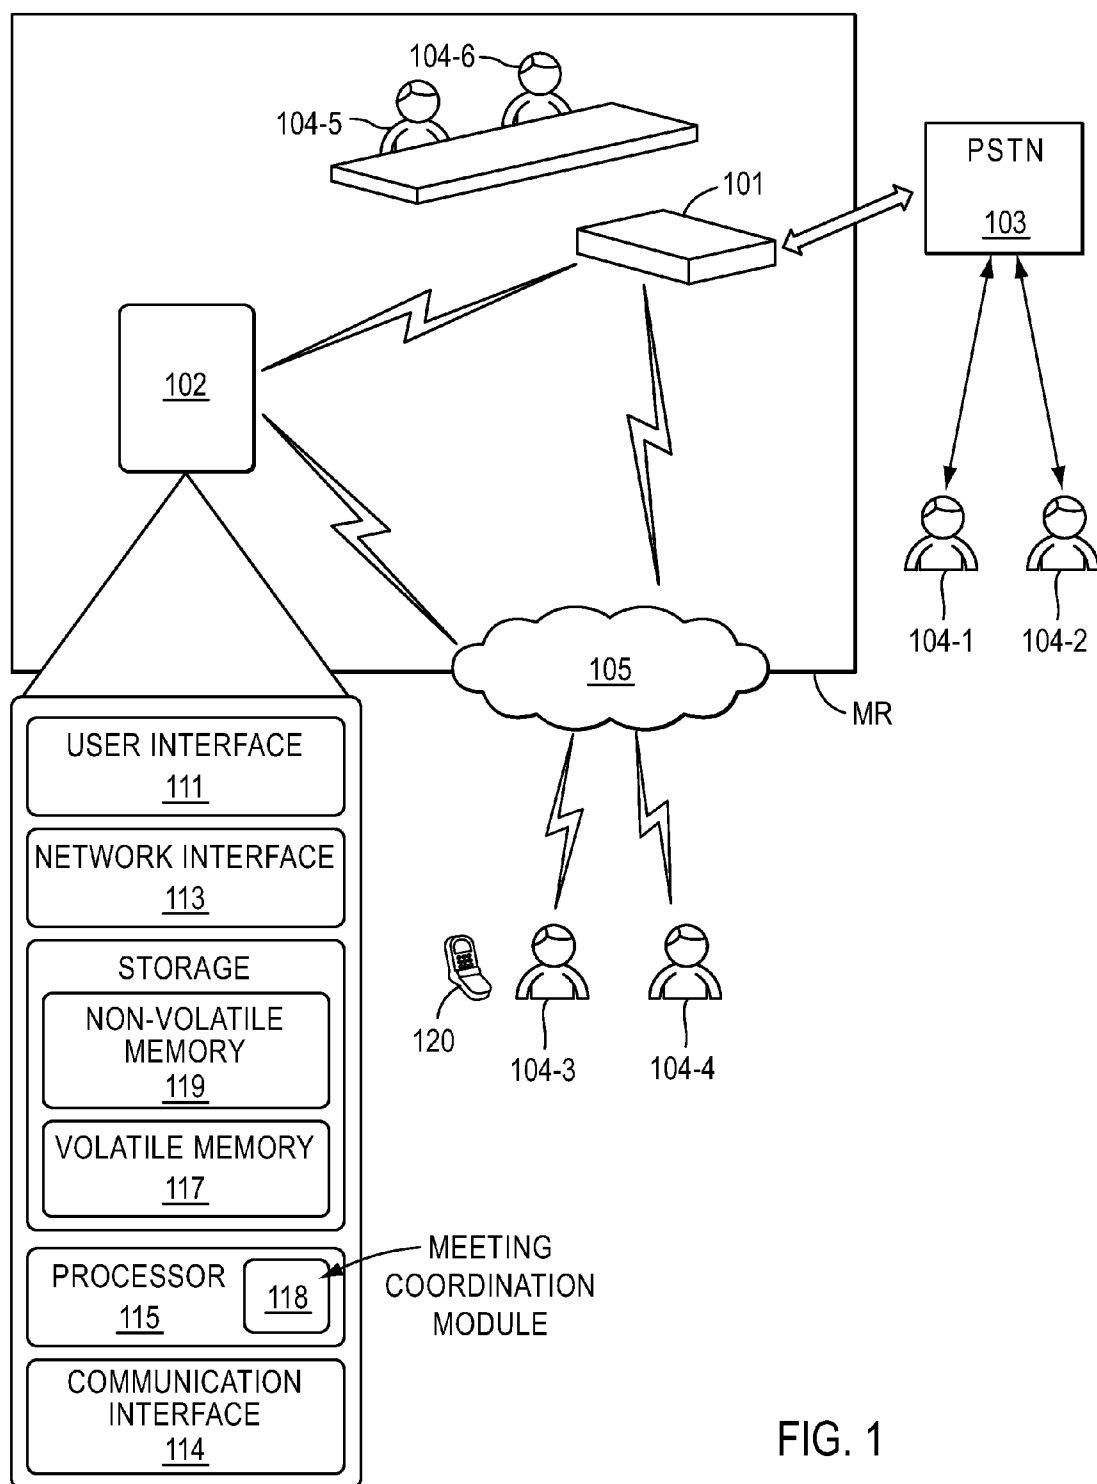 104-6
104-5
101
PSTN
103
102
104-1
104-2
105
MR
USER INTERFACE
111
NETWORK INTERFACE
113
STORAGE
NON-VOLATILE
MEMORY
119
VOLATILE MEMORY
117
120
104-3
104-4
PROCESSOR
115
118
MEETING
COORDINATION
MODULE
COMMUNICATION
INTERFACE
114
FIG. 1